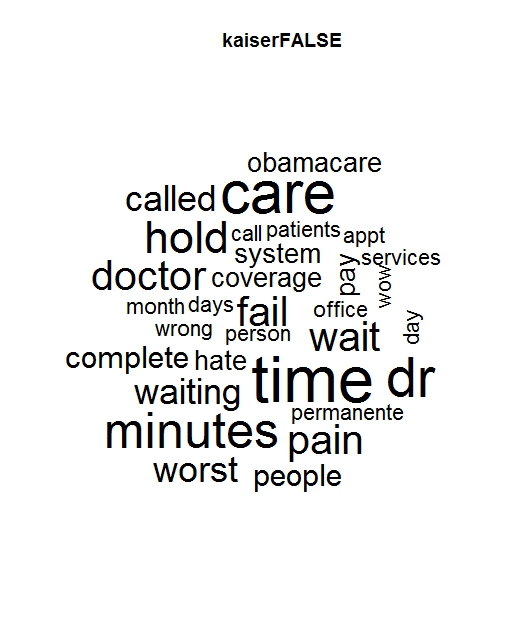 kaiserFALSE
obamacare
called care
hold call patients appt
system pay services
doctor coverage wow
month days fail office day
wrong person wait
complete hate time dr
waiting permanente
minutes pain
worst people